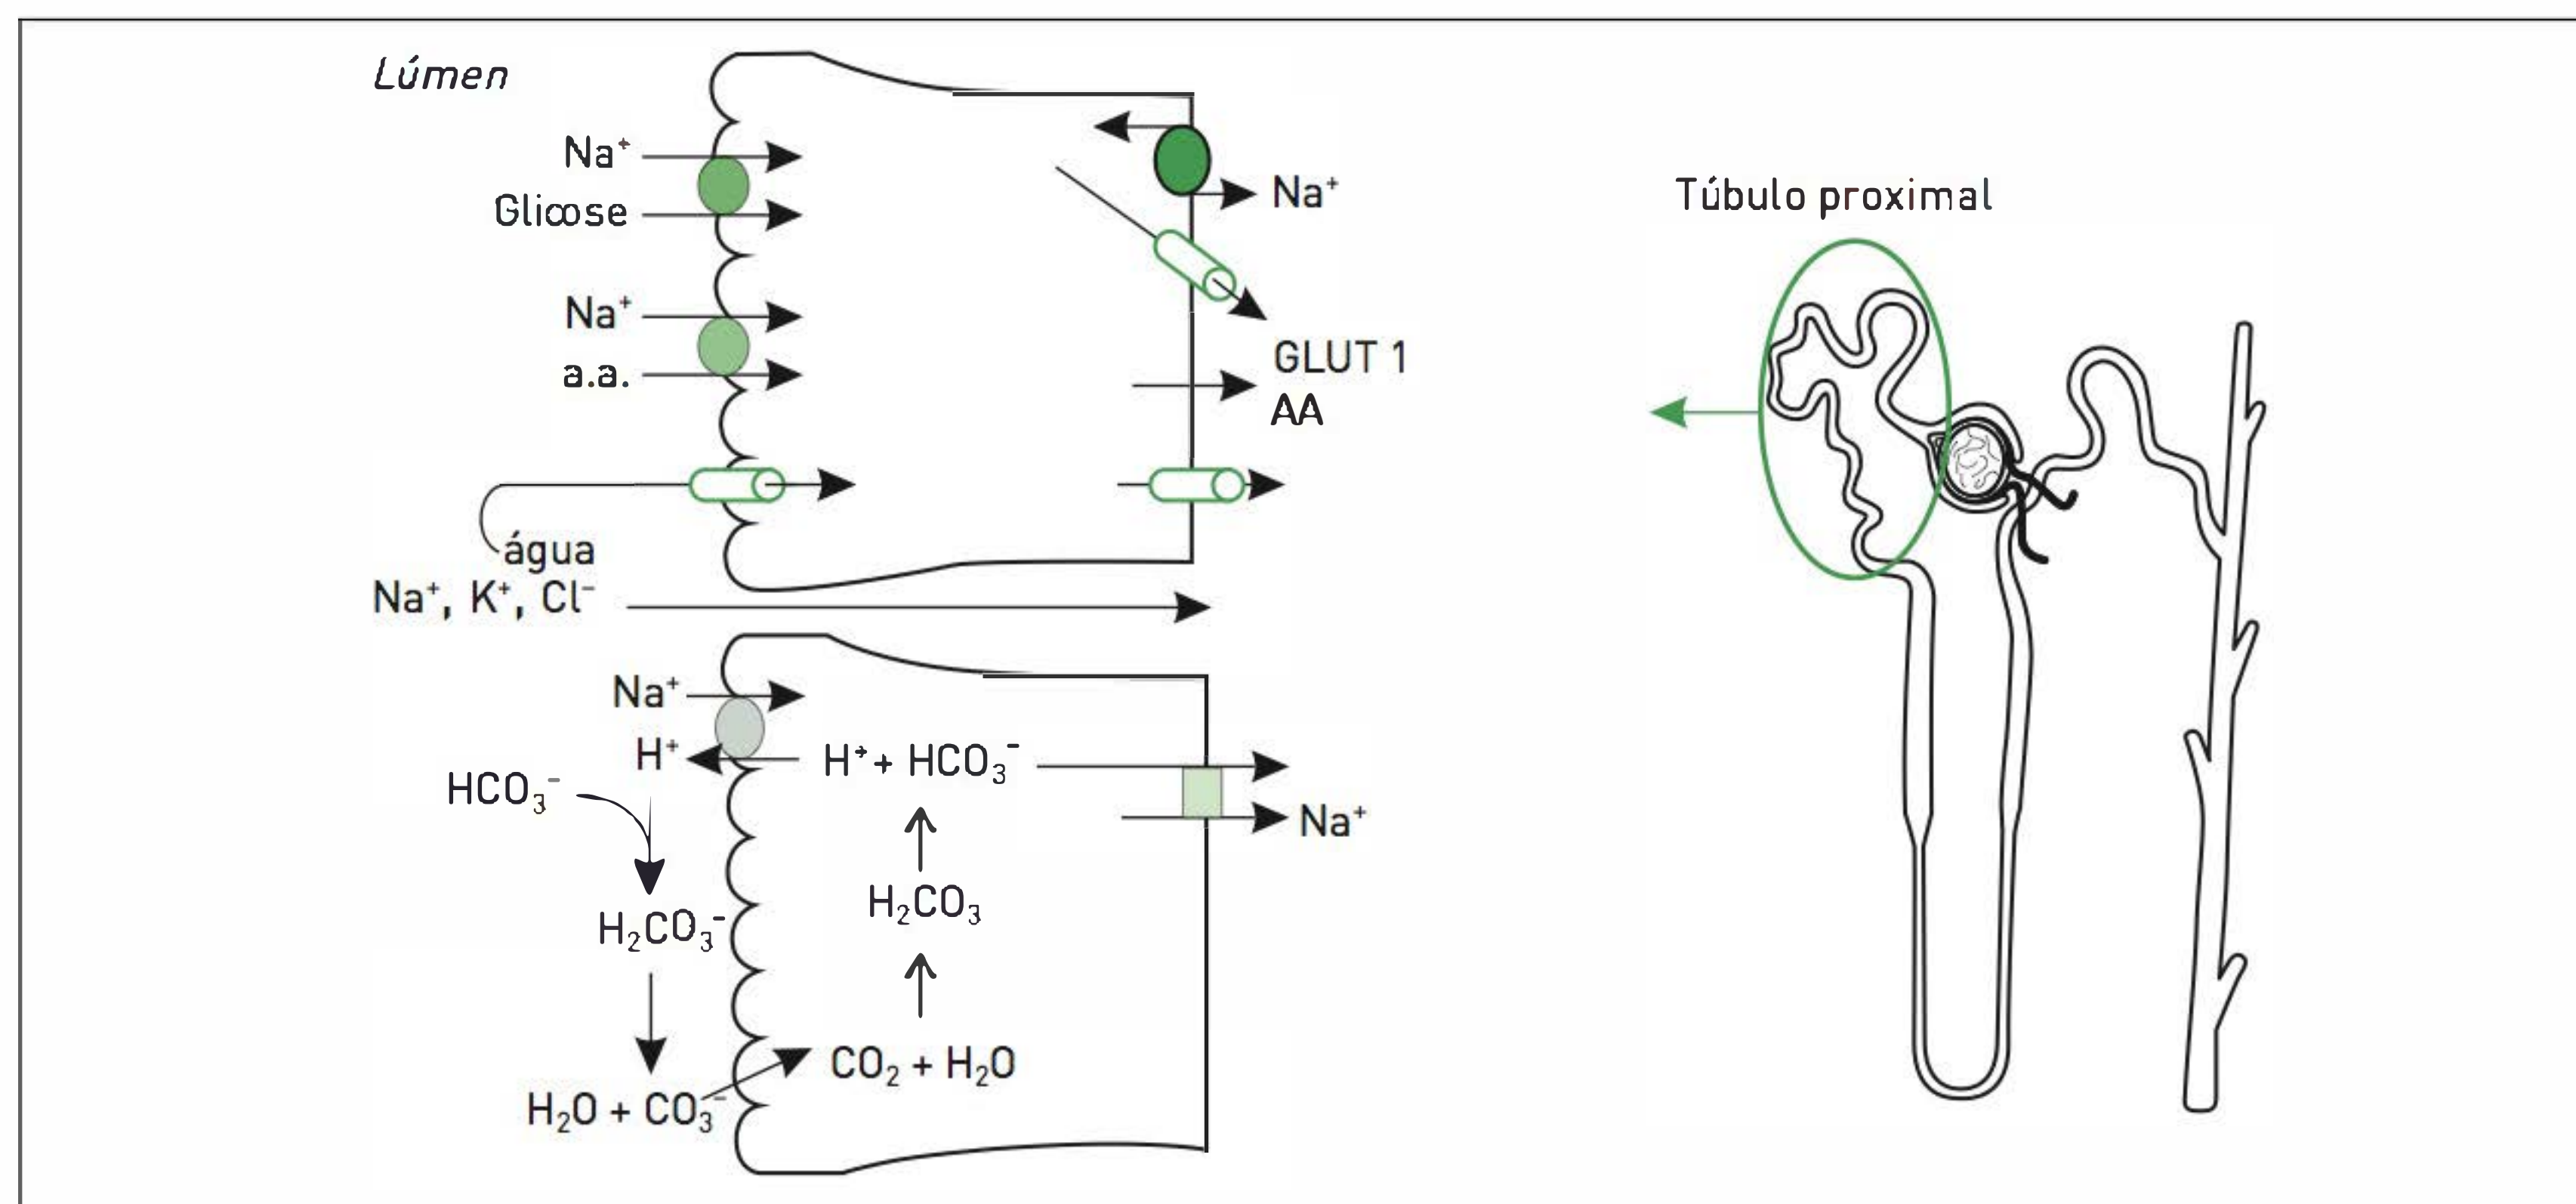 Lúmen
Na⁺
Glicose
Na⁺
a.a.
água
Na⁺, K⁺, Cl⁻
Na⁺
GLUT 1
AA
Na⁺
H⁺
HCO₃⁻
H₂CO₃⁻
H₂O + CO₃⁻
H⁺ + HCO₃⁻
H₂CO₃
CO₂ + H₂O
Na⁺
Túbulo proximal